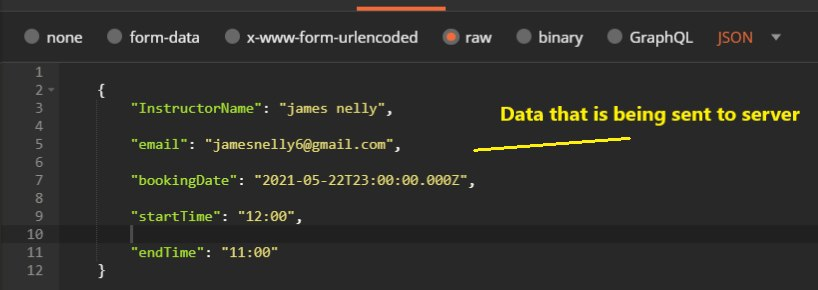 none form-data x-www-form-urlencoded raw binary GraphQL JSON
1
2 {
3 "InstructorName": "james nelly",
4
Data that is being sent to server
5 "email": "jamesnelly6@gmail.com",
6
7 "bookingDate": "2021-05-22T23:00:00.000Z",
8
9 "startTime": "12:00",
10
11 "endTime": "11:00"
12 }